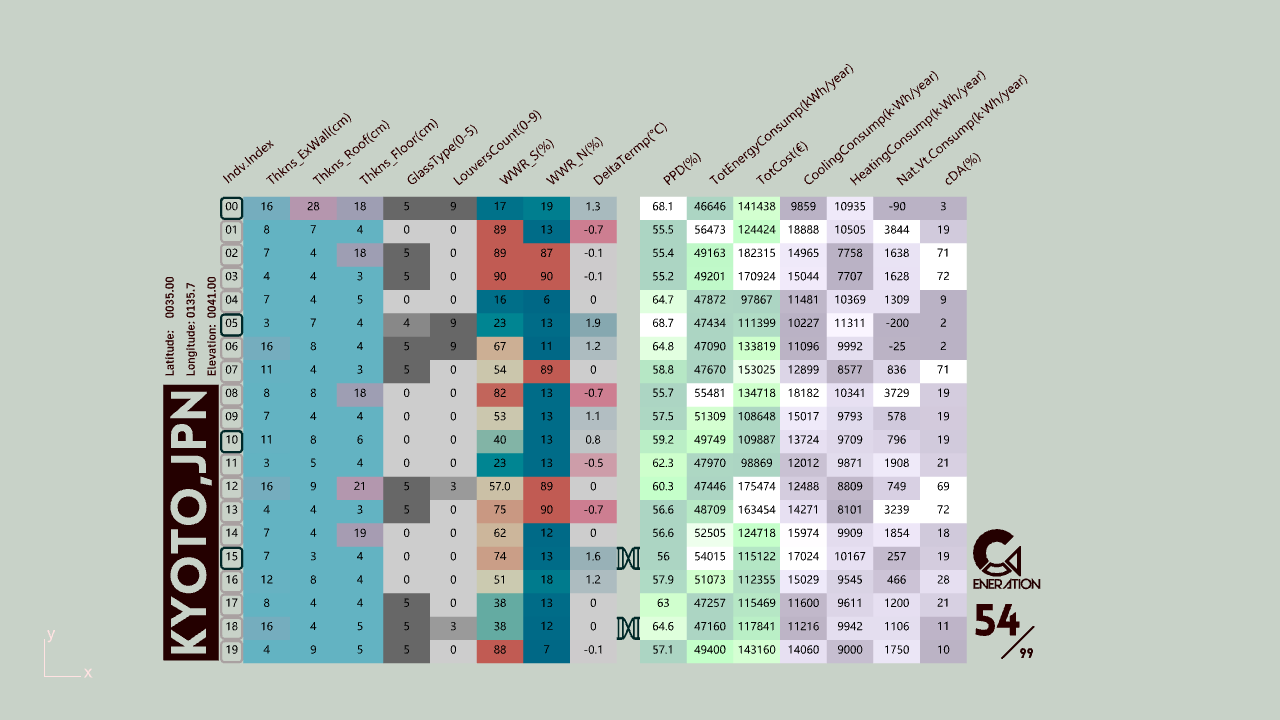 Indv.Index Thkns_ExWall(cm) Thkns_Roof(cm) Thkns_Floor(cm) GlassType(0-5) LouversCount(0-9) WWR_S(%) WWR_N(%) DeltaTermp(°C) PPD(%) TotEnergyConsump(kWh/year) TotCost(€) CoolingConsump(k·Wh/year) HeatingConsump(k·Wh/year) Nat.Vt.Consump(k·Wh/year) cDA(%)
00 16 28 18 5 9 17 19 1.3 68.1 46646 141438 9859 10935 -90 3
01 8 7 4 0 0 89 13 -0.7 55.5 56473 124424 18888 10505 3844 19
02 7 4 18 5 0 89 87 -0.1 55.4 49163 182315 14965 7758 1638 71
03 4 4 3 5 0 90 90 -0.1 55.2 49201 170924 15044 7707 1628 72
04 7 4 5 0 0 16 6 0 64.7 47872 97867 11481 10369 1309 9
05 3 7 4 4 9 23 13 1.9 68.7 47434 111399 10227 11311 -200 2
06 16 8 4 5 9 67 11 1.2 64.8 47090 133819 11096 9992 -25 2
07 11 4 3 5 0 54 89 0 58.8 47670 153025 12899 8577 836 71
08 8 8 18 0 0 82 13 -0.7 55.7 55481 134718 18182 10341 3729 19
09 7 4 4 0 0 53 13 1.1 57.5 51309 108648 15017 9793 578 19
10 11 8 6 0 0 40 13 0.8 59.2 49749 109887 13724 9709 796 19
11 3 5 4 0 0 23 13 -0.5 62.3 47970 98869 12012 9871 1908 21
12 16 9 21 5 3 57.0 89 0 60.3 47446 175474 12488 8809 749 69
13 4 4 3 5 0 75 90 -0.7 56.6 48709 163454 14271 8101 3239 72
14 7 4 19 0 0 62 12 0 56.6 52505 124718 15974 9909 1854 18
15 7 3 4 0 0 74 13 1.6 56 54015 115122 17024 10167 257 19
16 12 8 4 0 0 51 18 1.2 57.9 51073 112355 15029 9545 466 28
17 8 4 4 5 0 38 13 0 63 47257 115469 11600 9611 1200 21
18 16 4 5 5 3 38 12 0 64.6 47160 117841 11216 9942 1106 11
19 4 9 5 5 0 88 7 -0.1 57.1 49400 143160 14060 9000 1750 10
Latitude: 0035.00
Longitude: 0135.7
Elevation: 0041.00
KYOTO,JPN
GENERATION
54/99
y
x